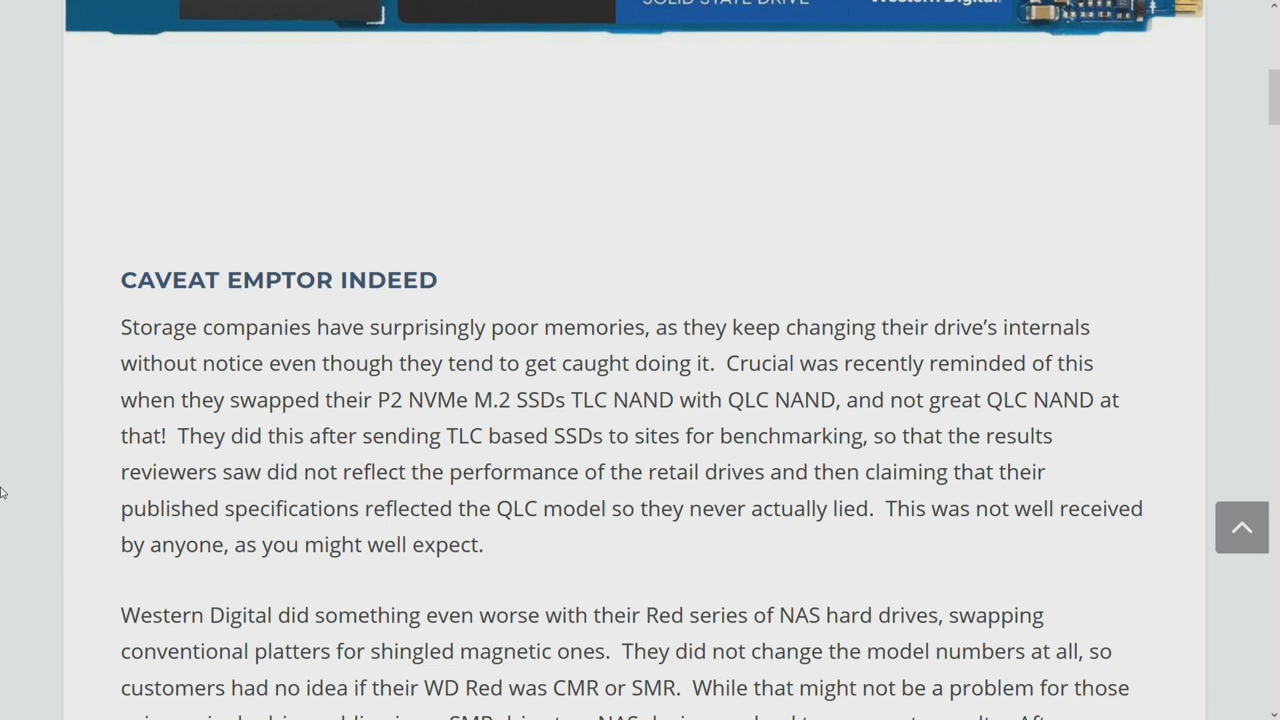 SOLID STATE DRIVE
Western Digital
CAVEAT EMPTOR INDEED
Storage companies have surprisingly poor memories, as they keep changing their drive’s internals
without notice even though they tend to get caught doing it.  Crucial was recently reminded of this
when they swapped their P2 NVMe M.2 SSDs TLC NAND with QLC NAND, and not great QLC NAND at
that!  They did this after sending TLC based SSDs to sites for benchmarking, so that the results
reviewers saw did not reflect the performance of the retail drives and then claiming that their
published specifications reflected the QLC model so they never actually lied.  This was not well received
by anyone, as you might well expect.
Western Digital did something even worse with their Red series of NAS hard drives, swapping
conventional platters for shingled magnetic ones.  They did not change the model numbers at all, so
customers had no idea if their WD Red was CMR or SMR.  While that might not be a problem for those